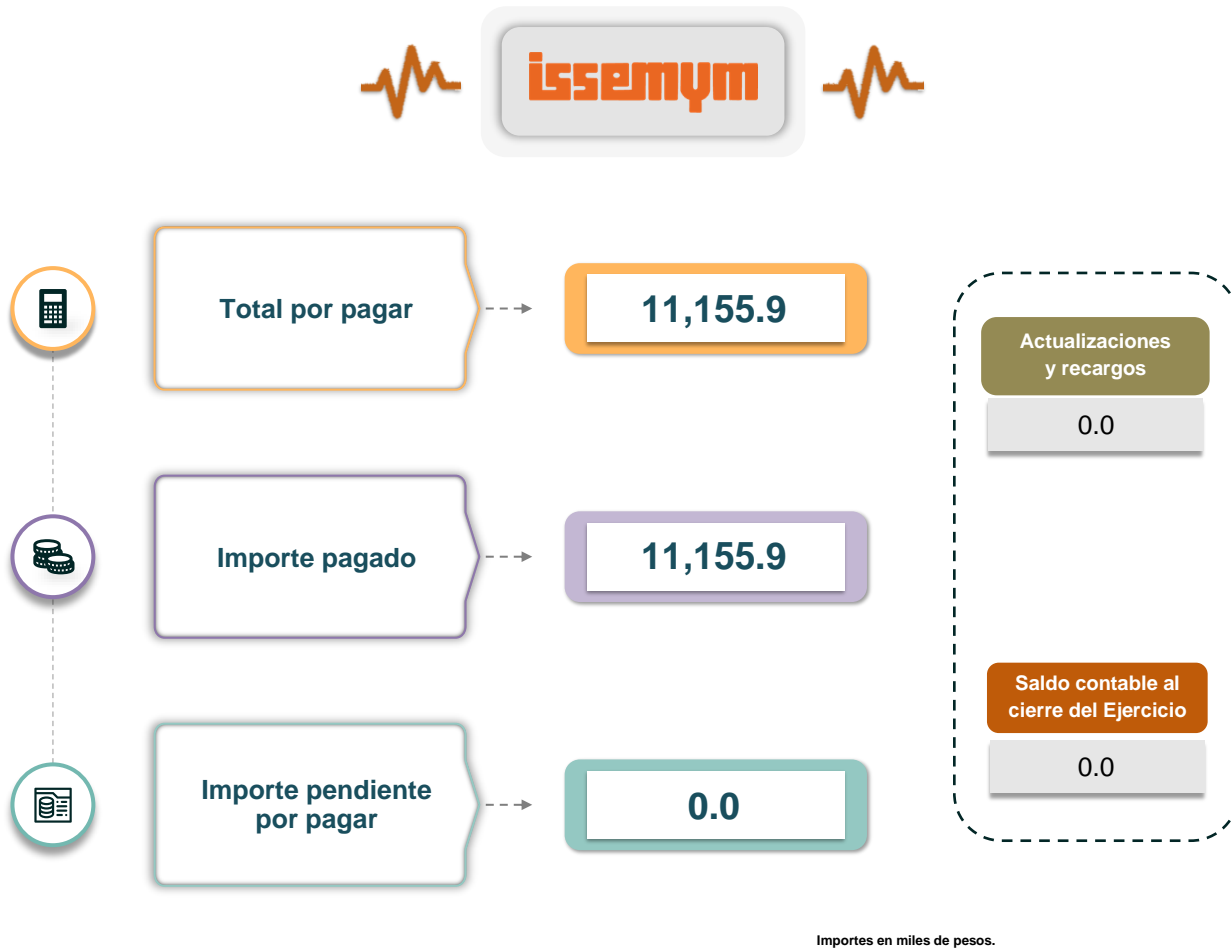 issemym
Total por pagar
11,155.9
Importe pagado
11,155.9
Importe pendiente
por pagar
0.0
Actualizaciones
y recargos
0.0
Saldo contable al
cierre del Ejercicio
0.0
Importes en miles de pesos.